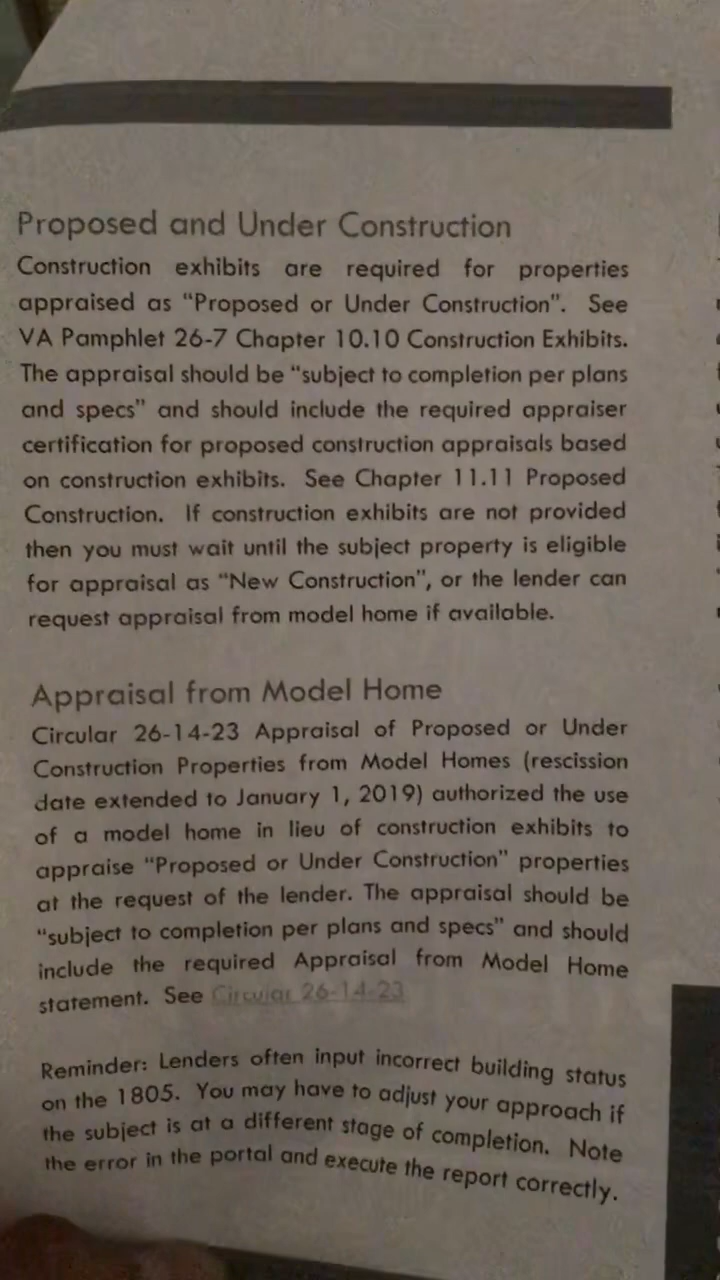 Proposed and Under Construction
Construction exhibits are required for properties
appraised as “Proposed or Under Construction”. See
VA Pamphlet 26-7 Chapter 10.10 Construction Exhibits.
The appraisal should be “subject to completion per plans
and specs” and should include the required appraiser
certification for proposed construction appraisals based
on construction exhibits. See Chapter 11.11 Proposed
Construction. If construction exhibits are not provided
then you must wait until the subject property is eligible
for appraisal as “New Construction”, or the lender can
request appraisal from model home if available.
Appraisal from Model Home
Circular 26-14-23 Appraisal of Proposed or Under
Construction Properties from Model Homes (rescission
date extended to January 1, 2019) authorized the use
of a model home in lieu of construction exhibits to
appraise “Proposed or Under Construction” properties
at the request of the lender. The appraisal should be
“subject to completion per plans and specs” and should
include the required Appraisal from Model Home
statement. See Circular 26-14-23
Reminder: Lenders often input incorrect building status
on the 1805. You may have to adjust your approach if
the subject is at a different stage of completion. Note
the error in the portal and execute the report correctly.